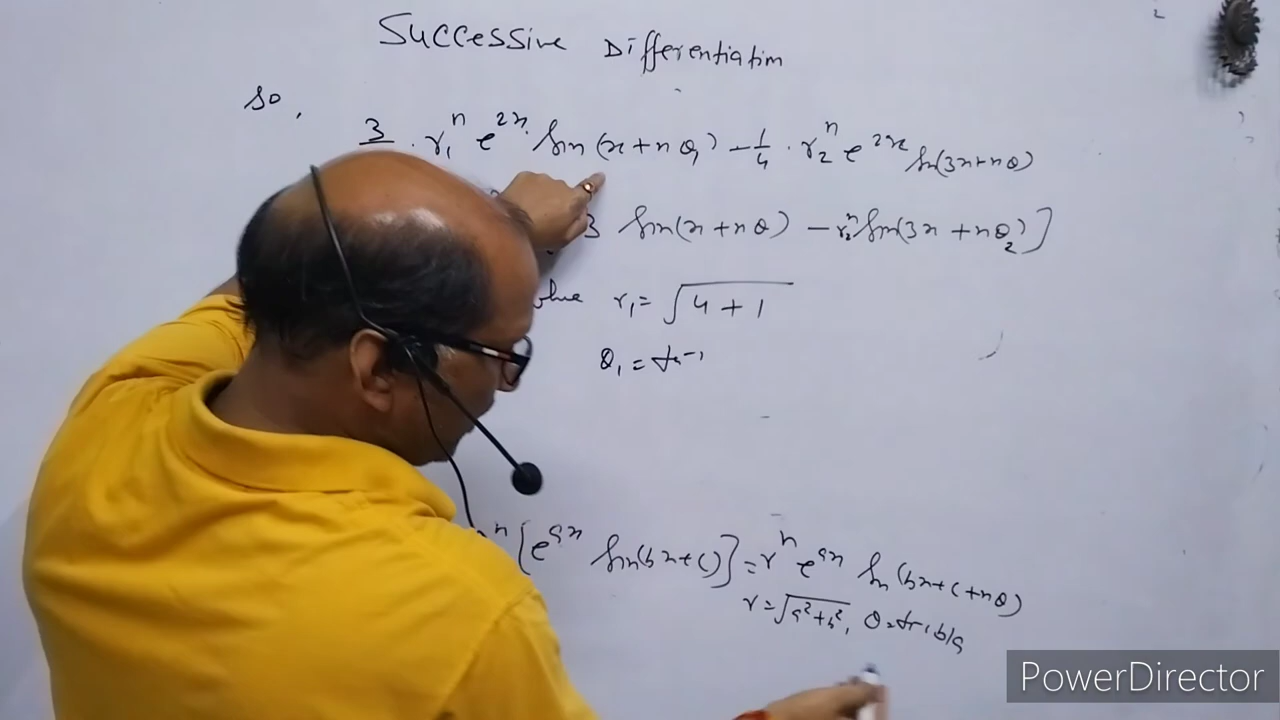 Successive Differentiation
So,
3 . r₁ⁿ e²ˣ. Sin(x+nθ₁) – 1/4 . r₂ⁿ e²ˣ Sin(3x+nθ)
3 Sin(x+nθ) – r₂ⁿ Sin(3x+nθ₂)]
r₁= √4+1
θ₁ = tan⁻¹
n [eᵃˣ Sin(bx+c)] = rⁿ eᵃˣ Sin(bx+c+nθ)
r=√a²+b², θ=tan⁻¹ b/a
PowerDirector